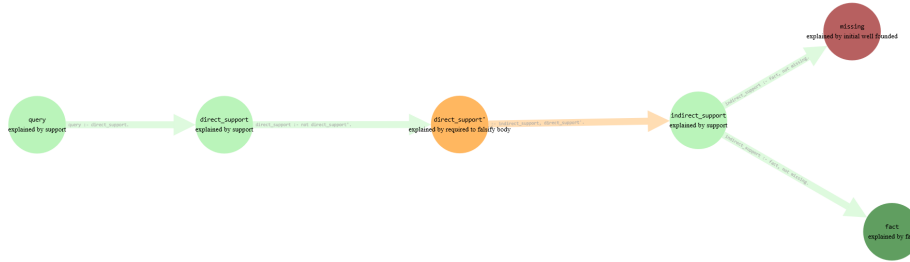 missing
explained by initial well founded
query
explained by support
query :- direct_support.
direct_support
explained by support
direct_support :- not direct_support'.
direct_support'
explained by required to falsify body
:- indirect_support, direct_support'.
indirect_support
explained by support
indirect_support :- fact, not missing.
indirect_support :- fact, not missing.
fact
explained by